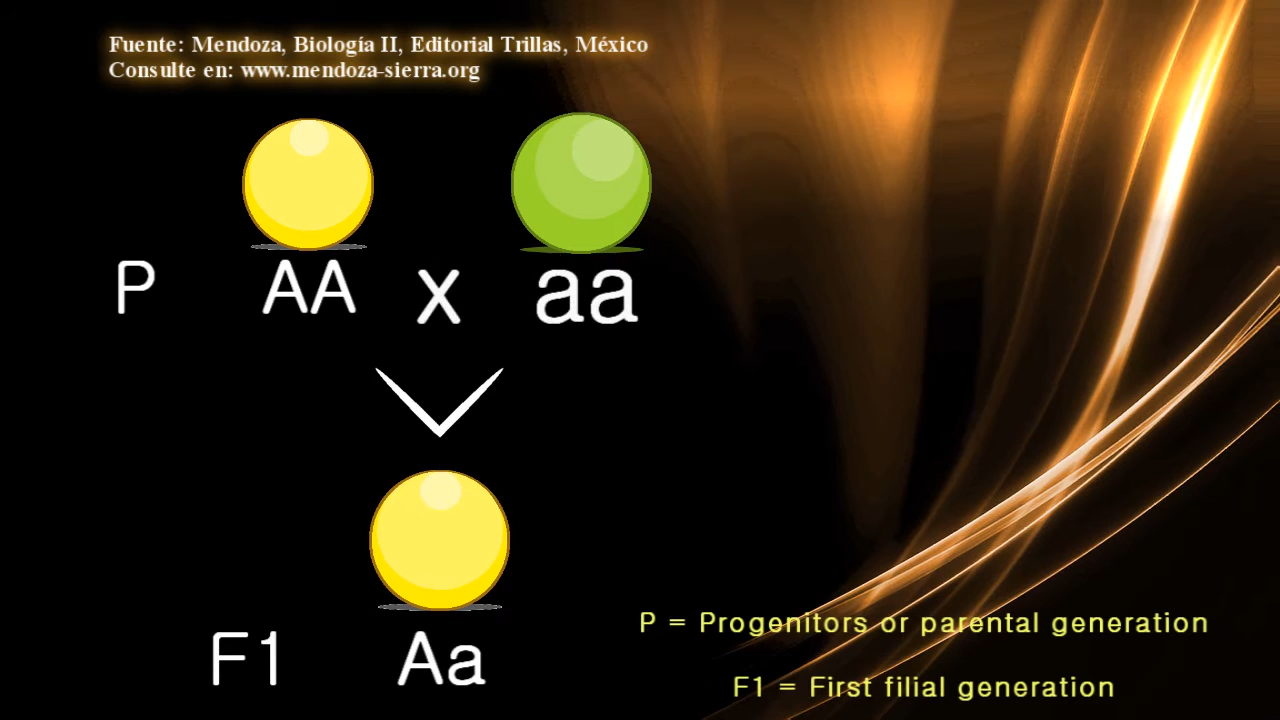 Fuente: Mendoza, Biología II, Editorial Trillas, México
Consulte en: www.mendoza-sierra.org
P AA x aa
F1 Aa
P = Progenitors or parental generation
F1 = First filial generation